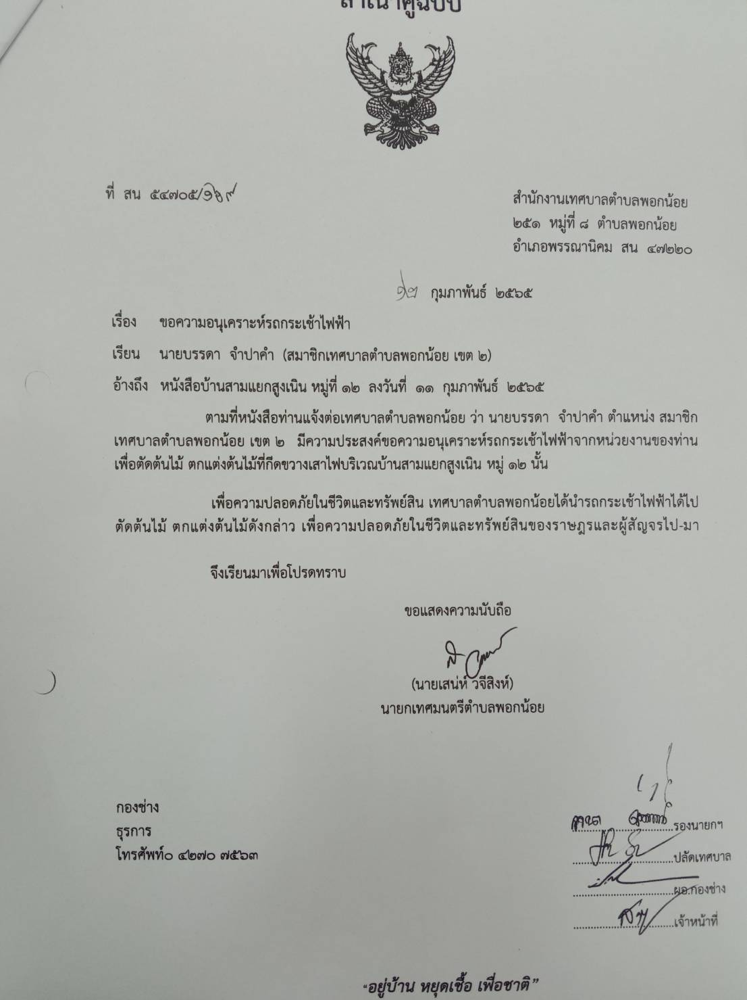 สำเนาคู่ฉบับ
ที่ สน ๕๔๗๐๕/๑๖๙
สำนักงานเทศบาลตำบลพอกน้อย
๒๕๑ หมู่ที่ ๘ ตำบลพอกน้อย
อำเภอพรรณานิคม สน ๔๗๒๒๐
๑๒ กุมภาพันธ์ ๒๕๖๕
เรื่อง ขอความอนุเคราะห์รถกระเช้าไฟฟ้า
เรียน นายบรรดา จำปาคำ (สมาชิกเทศบาลตำบลพอกน้อย เขต ๒)
อ้างถึง หนังสือบ้านสามแยกสูงเนิน หมู่ที่ ๑๒ ลงวันที่ ๑๑ กุมภาพันธ์ ๒๕๖๕
ตามที่หนังสือท่านแจ้งต่อเทศบาลตำบลพอกน้อย ว่า นายบรรดา จำปาคำ ตำแหน่ง สมาชิก
เทศบาลตำบลพอกน้อย เขต ๒ มีความประสงค์ขอความอนุเคราะห์รถกระเช้าไฟฟ้าจากหน่วยงานของท่าน
เพื่อตัดต้นไม้ ตกแต่งต้นไม้ที่กีดขวางเสาไฟบริเวณบ้านสามแยกสูงเนิน หมู่ ๑๒ นั้น
เพื่อความปลอดภัยในชีวิตและทรัพย์สิน เทศบาลตำบลพอกน้อยได้นำรถกระเช้าไฟฟ้าได้ไป
ตัดต้นไม้ ตกแต่งต้นไม้ดังกล่าว เพื่อความปลอดภัยในชีวิตและทรัพย์สินของราษฎรและผู้สัญจรไป-มา
จึงเรียนมาเพื่อโปรดทราบ
ขอแสดงความนับถือ
(นายเสน่ห์ วจีสิงห์)
นายกเทศมนตรีตำบลพอกน้อย
กองช่าง
ธุรการ
โทรศัพท์๐ ๔๒๗๐ ๗๕๖๓
รองนายกฯ
ปลัดเทศบาล
ผอ.กองช่าง
เจ้าหน้าที่
"อยู่บ้าน หยุดเชื้อ เพื่อชาติ"